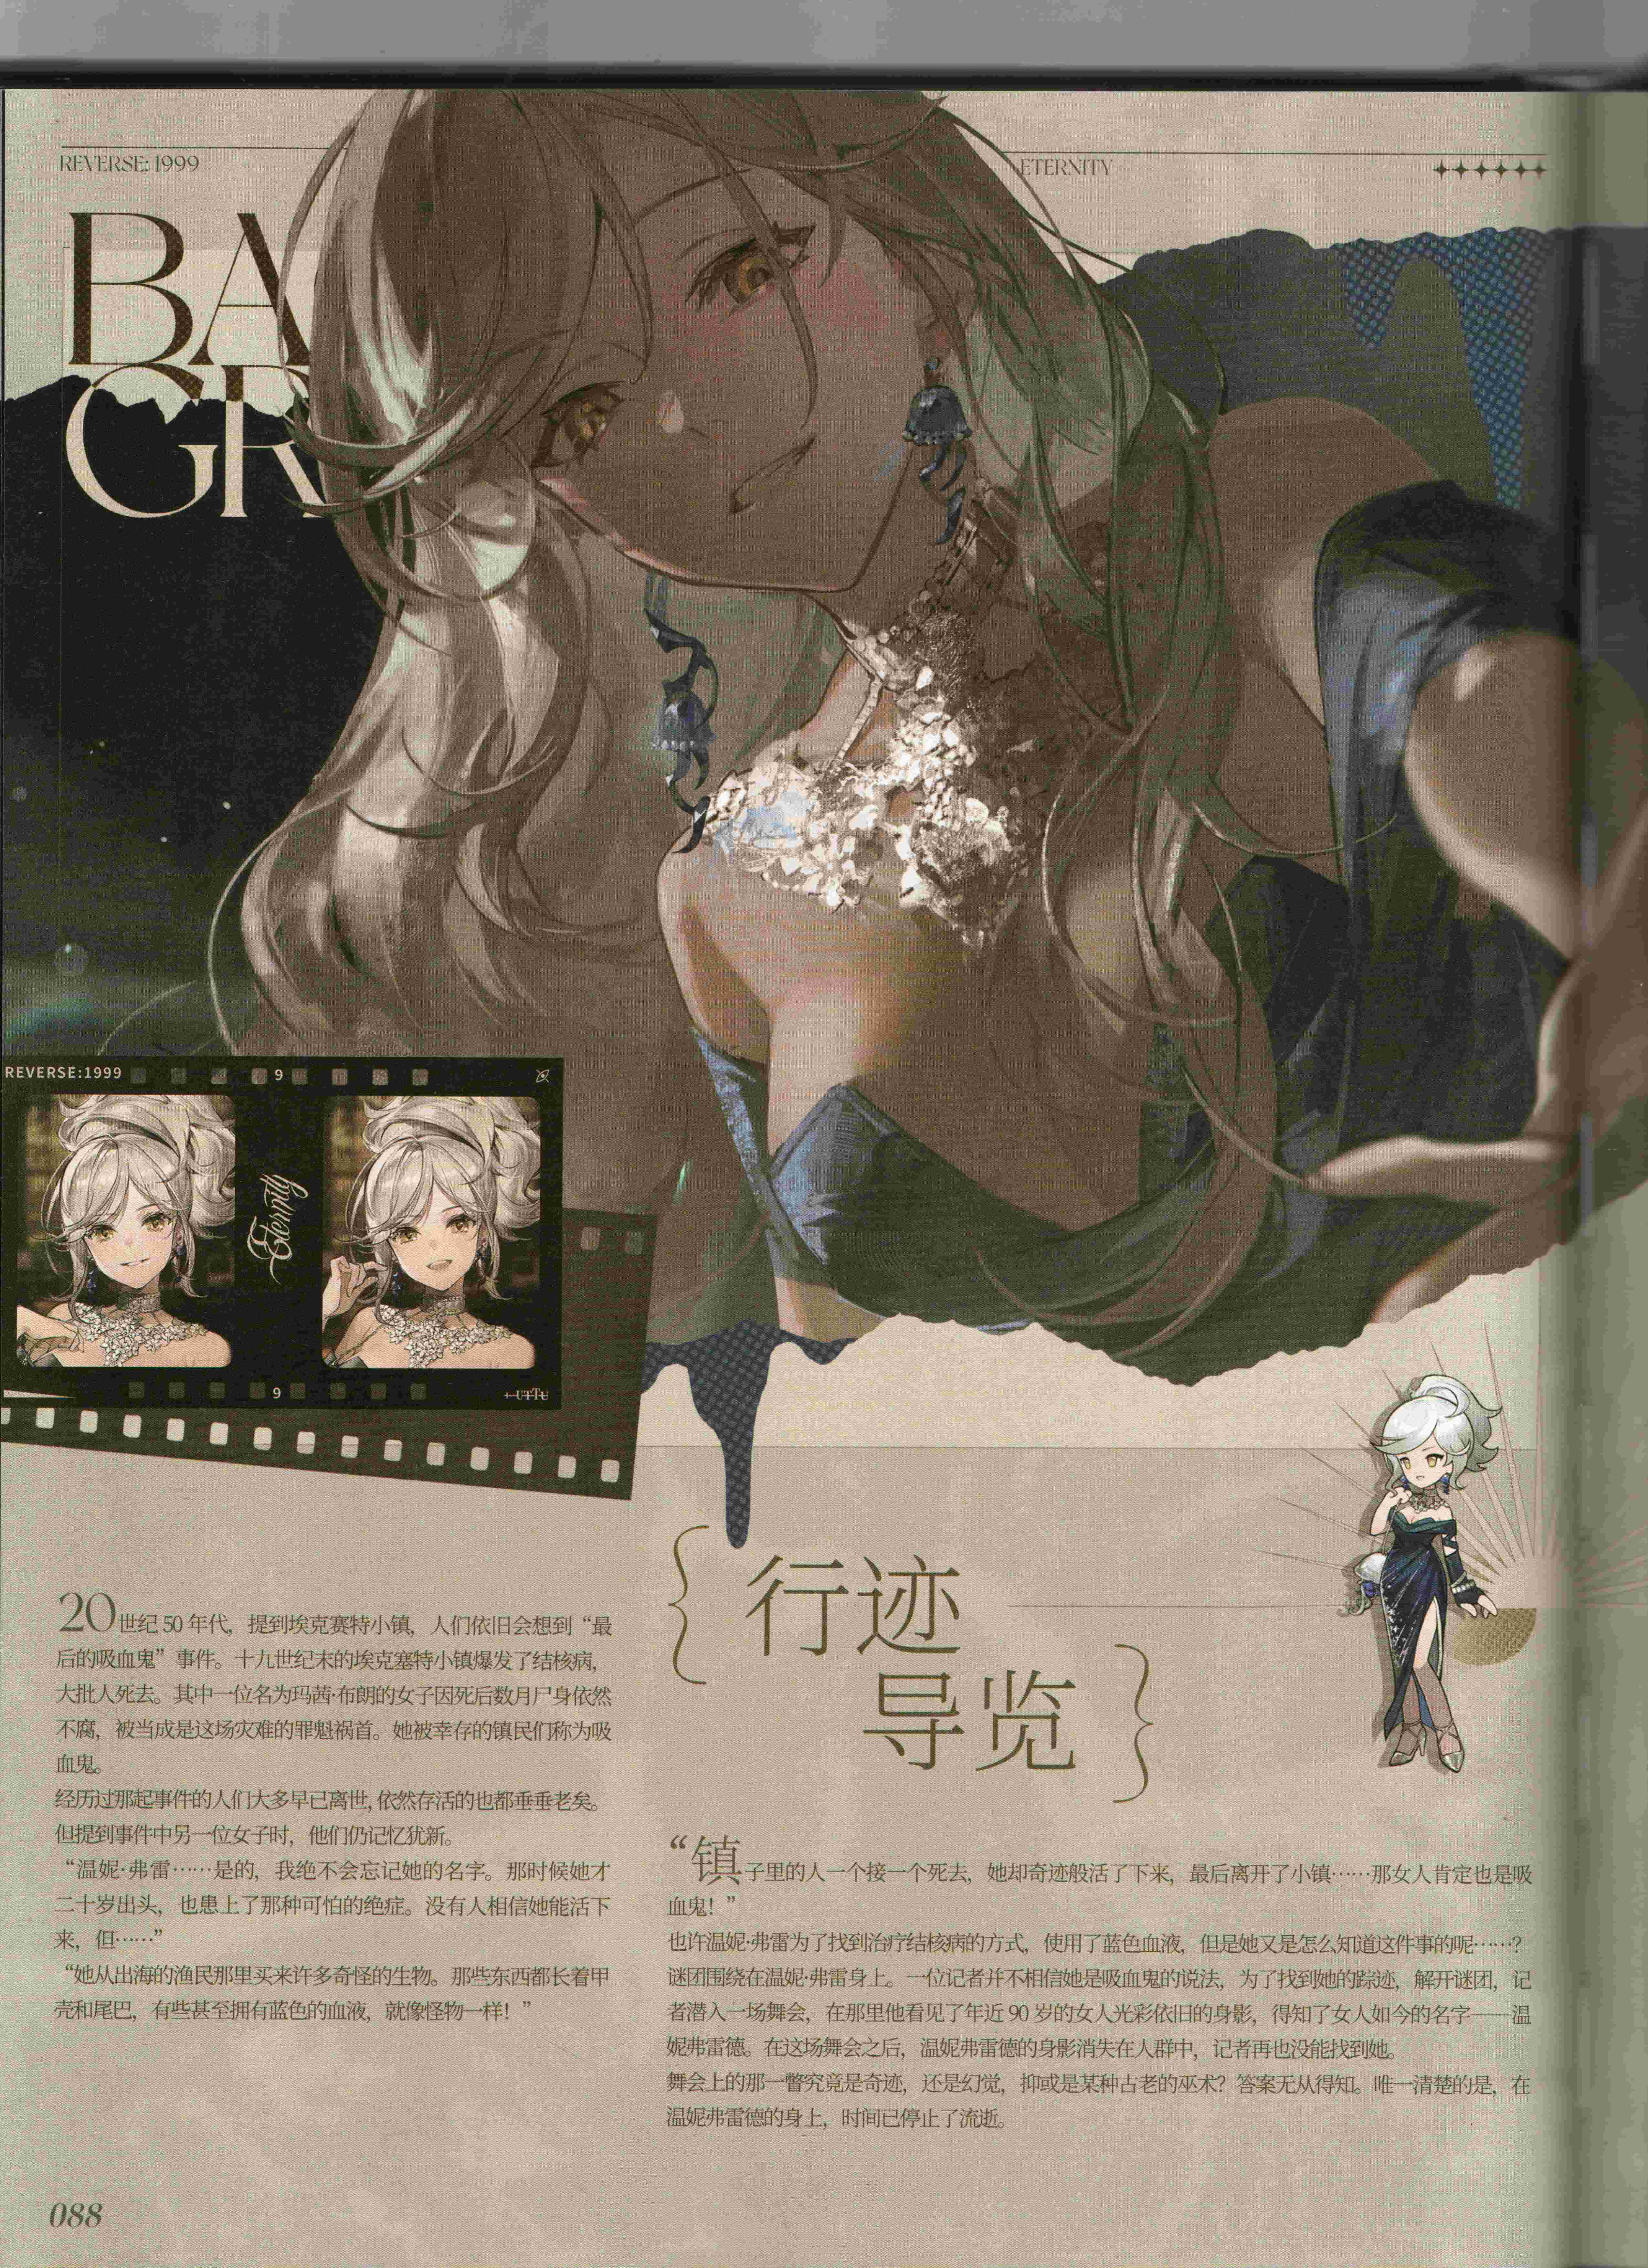 REVERSE: 1999
ETERNITY
BA
GR
REVERSE:1999
9
Eternity
9
UTTU
行迹
导览
20世纪50年代，提到埃克赛特小镇，人们依旧会想到“最
后的吸血鬼”事件。十九世纪末的埃克塞特小镇爆发了结核病，
大批人死去。其中一位名为玛茜·布朗的女子因死后数月尸身依然
不腐，被当成是这场灾难的罪魁祸首。她被幸存的镇民们称为吸
血鬼。
经历过那起事件的人们大多早已离世，依然存活的也都垂垂老矣。
但提到事件中另一位女子时，他们仍记忆犹新。
“温妮·弗雷……是的，我绝不会忘记她的名字。那时候她才
二十岁出头，也患上了那种可怕的绝症。没有人相信她能活下
来，但……”
“她从出海的渔民那里买来许多奇怪的生物。那些东西都长着甲
壳和尾巴，有些甚至拥有蓝色的血液，就像怪物一样！”
“镇子里的人一个接一个死去，她却奇迹般活了下来，最后离开了小镇……那女人肯定也是吸
血鬼！”
也许温妮·弗雷为了找到治疗结核病的方式，使用了蓝色血液，但是她又是怎么知道这件事的呢……？
谜团围绕在温妮·弗雷身上。一位记者并不相信她是吸血鬼的说法，为了找到她的踪迹，解开谜团，记
者潜入一场舞会，在那里他看见了年近90岁的女人光彩依旧的身影，得知了女人如今的名字——温
妮弗雷德。在这场舞会之后，温妮弗雷德的身影消失在人群中，记者再也没能找到她。
舞会上的那一瞥究竟是奇迹，还是幻觉，抑或是某种古老的巫术？答案无从得知。唯一清楚的是，在
温妮弗雷德的身上，时间已停止了流逝。
088